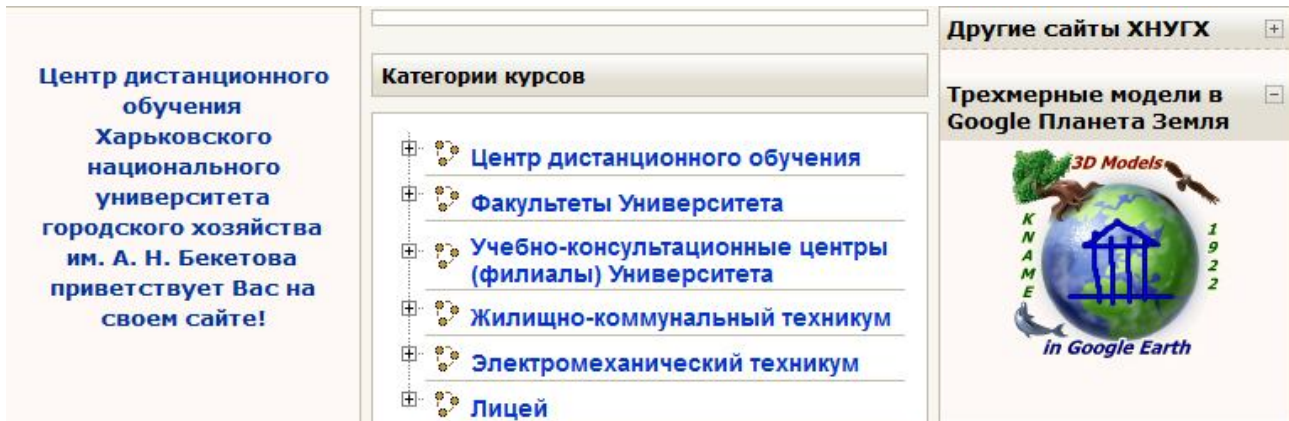 Центр дистанционного
обучения
Харьковского
национального
университета
городского хозяйства
им. А. Н. Бекетова
приветствует Вас на
своем сайте!
Категории курсов
Центр дистанционного обучения
Факультеты Университета
Учебно-консультационные центры
(филиалы) Университета
Жилищно-коммунальный техникум
Электромеханический техникум
Лицей
Другие сайты ХНУГХ
Трехмерные модели в
Google Планета Земля
3D Models
KNAME
1922
in Google Earth